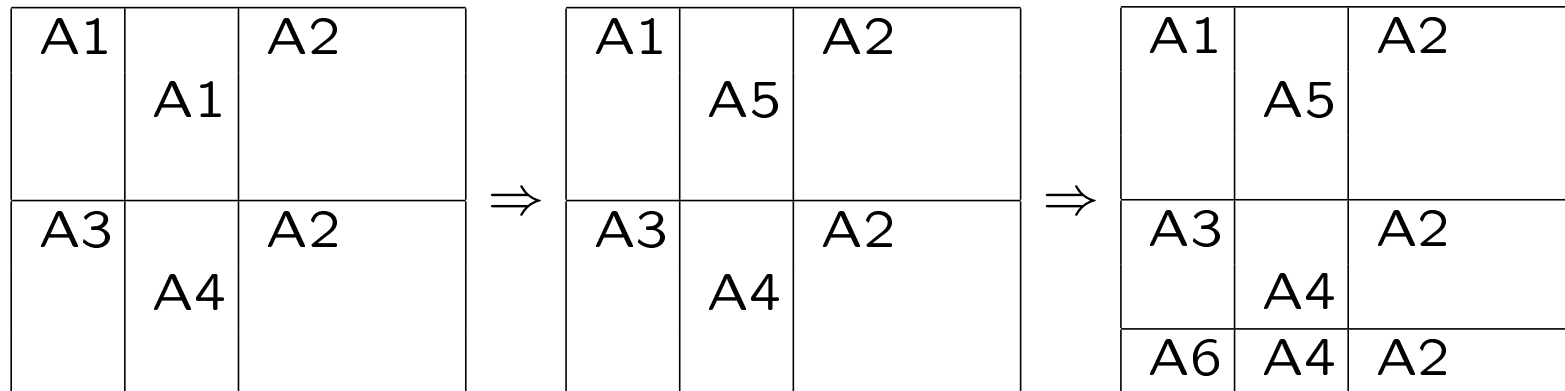 A1 A2 A1 A2 A1 A2
A1 A5 A5
⇒ ⇒
A3 A2 A3 A2 A3 A2
A4 A4 A4
A6 A4 A2